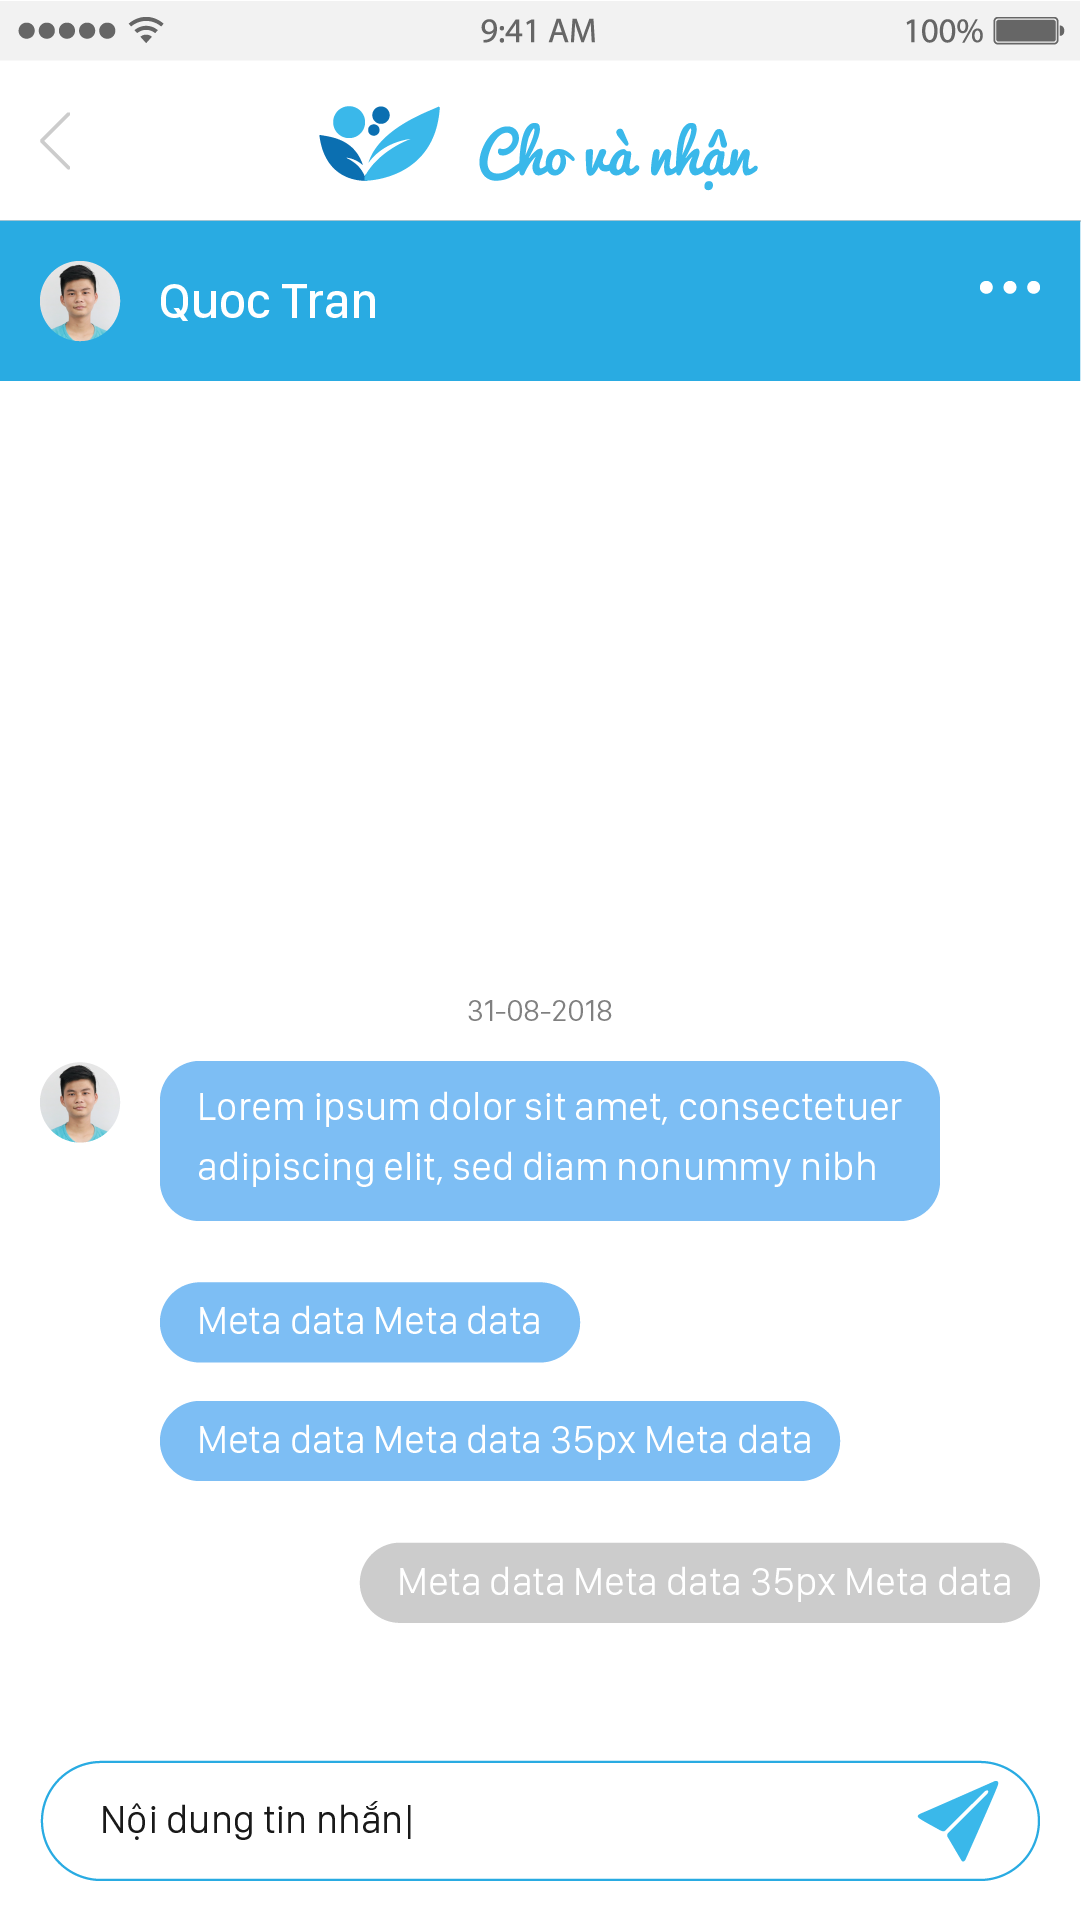 9:41 AM
100%
Cho và nhận
Quoc Tran
31-08-2018
Lorem ipsum dolor sit amet, consectetuer
adipiscing elit, sed diam nonummy nibh
Meta data Meta data
Meta data Meta data 35px Meta data
Meta data Meta data 35px Meta data
Nội dung tin nhắn